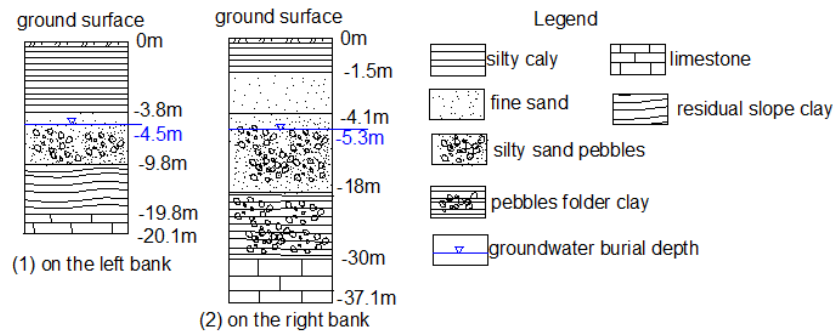 ground surface
0m
-3.8m
-4.5m
-9.8m
-19.8m
-20.1m
(1) on the left bank
ground surface
0m
-1.5m
-4.1m
-5.3m
-18m
-30m
-37.1m
(2) on the right bank
Legend
silty caly
limestone
fine sand
residual slope clay
silty sand pebbles
pebbles folder clay
groundwater burial depth